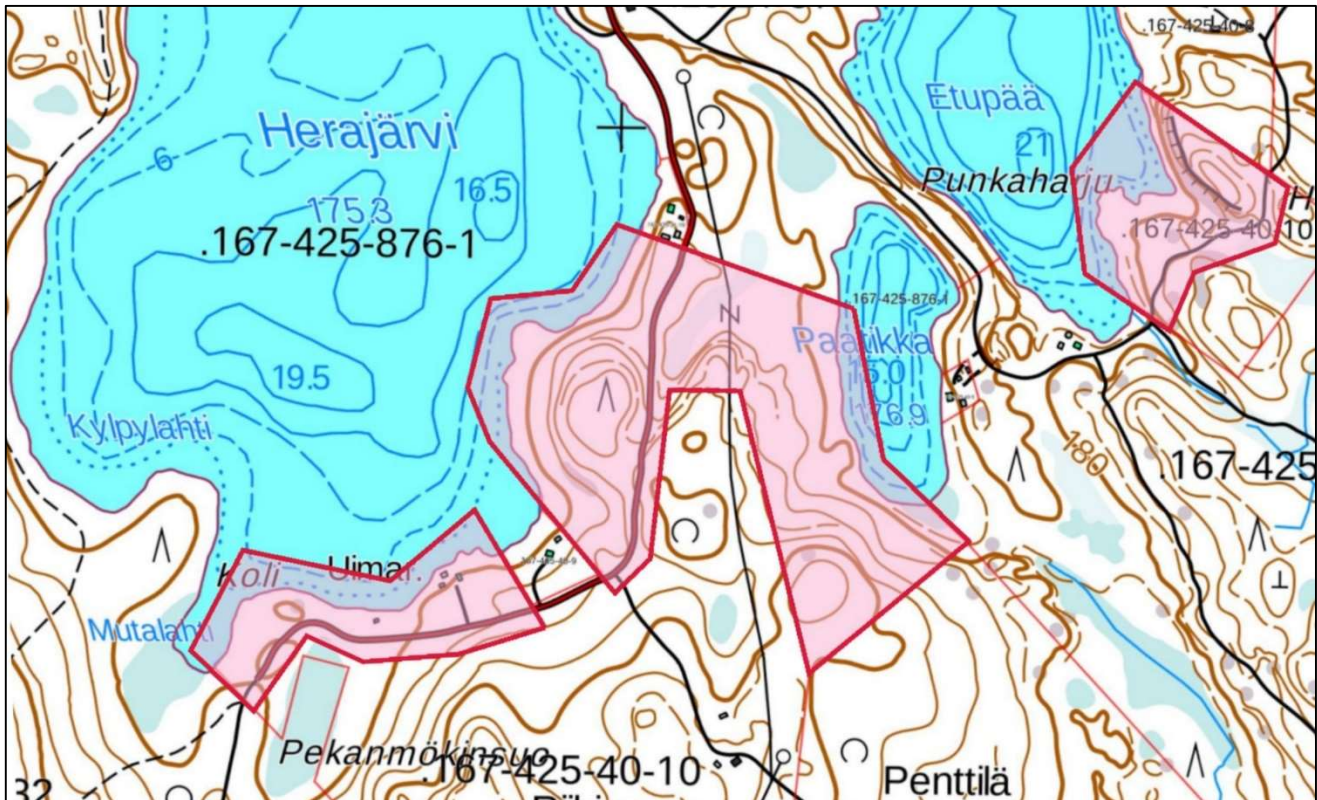 .167-425-40-8
Herajärvi
Etupää
6
16.5
21
Punkaharju
175.3
.167-425-876-1
.167-425-40-10
.167-425-876-1
N
Paatikka
19.5
15.0
176.9
Kylpylahti
180
.167-425
Koli
Uimar.
Mutalahti
Pekanmökinsuo
.167-425-40-10
Penttilä
32